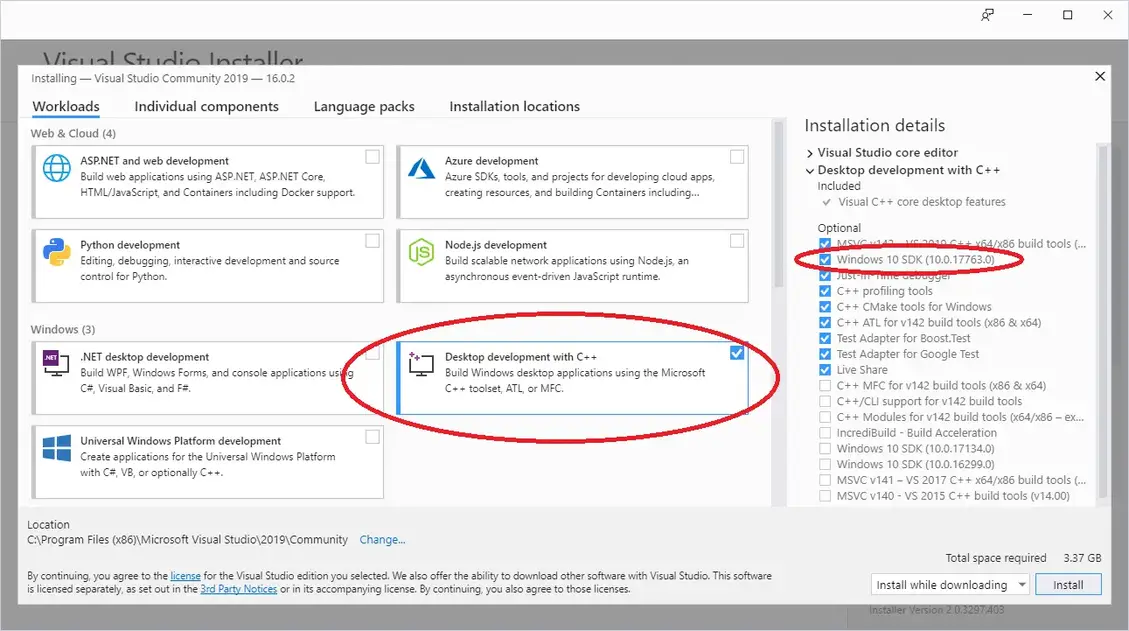 Visual Studio Installer
Installing — Visual Studio Community 2019 — 16.0.2
Workloads
Individual components
Language packs
Installation locations
Web & Cloud (4)
ASP.NET and web development
Build web applications using ASP.NET, ASP.NET Core,
HTML/JavaScript, and Containers including Docker support.
Azure development
Azure SDKs, tools, and projects for developing cloud apps,
creating resources, and building Containers including...
Python development
Editing, debugging, interactive development and source
control for Python.
Node.js development
Build scalable network applications using Node.js, an
asynchronous event-driven JavaScript runtime.
Windows (3)
.NET
.NET desktop development
Build WPF, Windows Forms, and console applications using
C#, Visual Basic, and F#.
Desktop development with C++
Build Windows desktop applications using the Microsoft
C++ toolset, ATL, or MFC.
Universal Windows Platform development
Create applications for the Universal Windows Platform
with C#, VB, or optionally C++.
Installation details
Visual Studio core editor
Desktop development with C++
Included
Visual C++ core desktop features
Optional
MSVC v142 - VS 2019 C++ x64/x86 build tools (...
Windows 10 SDK (10.0.17763.0)
Just-In-Time debugger
C++ profiling tools
C++ CMake tools for Windows
C++ ATL for v142 build tools (x86 & x64)
Test Adapter for Boost.Test
Test Adapter for Google Test
Live Share
C++ MFC for v142 build tools (x86 & x64)
C++/CLI support for v142 build tools
C++ Modules for v142 build tools (x64/x86 – ex...
IncrediBuild - Build Acceleration
Windows 10 SDK (10.0.17134.0)
Windows 10 SDK (10.0.16299.0)
MSVC v141 – VS 2017 C++ x64/x86 build tools (...
MSVC v140 - VS 2015 C++ build tools (v14.00)
Location
C:\Program Files (x86)\Microsoft Visual Studio\2019\Community
Change...
Total space required 3.37 GB
By continuing, you agree to the license for the Visual Studio edition you selected. We also offer the ability to download other software with Visual Studio. This software
is licensed separately, as set out in the 3rd Party Notices or in its accompanying license. By continuing, you also agree to those licenses.
Install while downloading
Install
Installer Version 2.0.3297.403